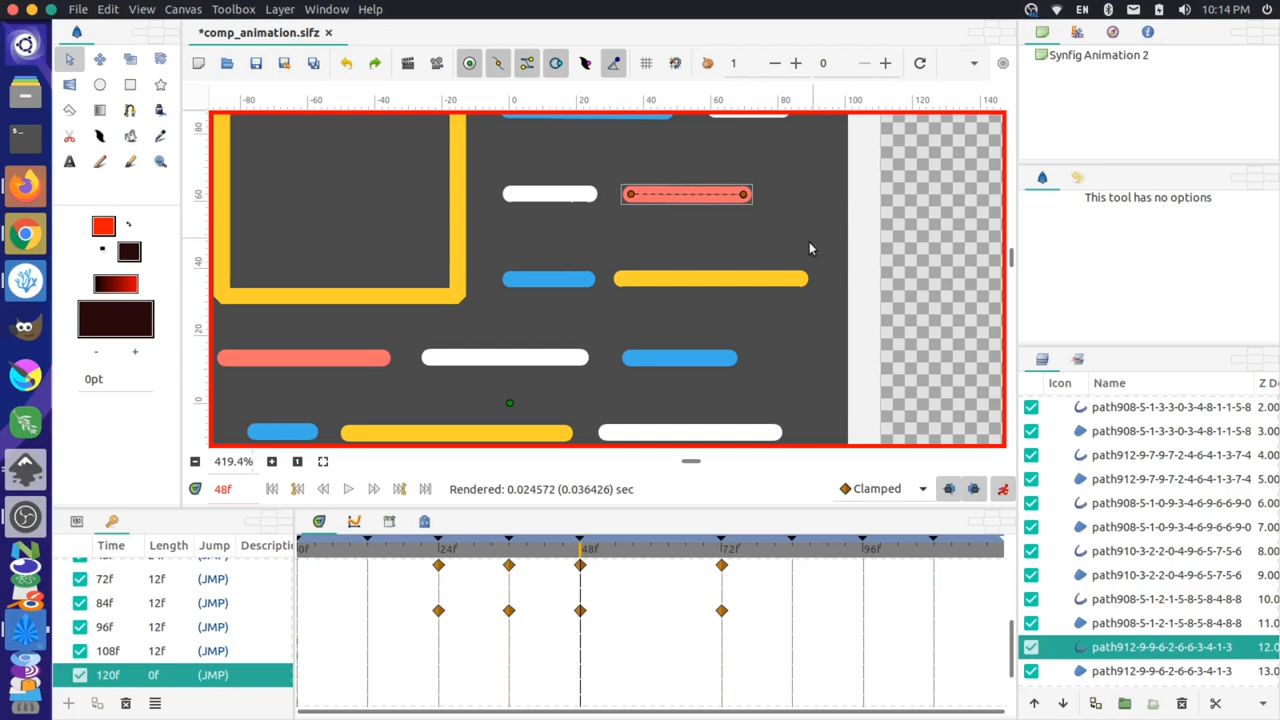 File Edit View Canvas Toolbox Layer Window Help EN 10:14 PM
*comp_animation.sifz
1 0
Synfig Animation 2
-80 -60 -40 -20 0 20 40 60 80 100 120 140
80
60
40
20
0
This tool has no options
- +
0pt
Icon Name Z D
path908-5-1-3-3-0-3-4-8-1-1-5-8 2.00
path908-5-1-3-3-0-3-4-8-1-1-5-8 3.00
path912-9-7-9-7-2-4-6-4-1-3-7-4 4.00
path912-9-7-9-7-2-4-6-4-1-3-7-4 5.00
path908-5-1-0-9-3-4-6-9-6-6-9-0 6.00
path908-5-1-0-9-3-4-6-9-6-6-9-0 7.00
path910-3-2-2-0-4-9-6-5-7-5-6 8.00
path910-3-2-2-0-4-9-6-5-7-5-6 9.00
path908-5-1-2-1-5-8-5-8-4-8-8 10.0
path908-5-1-2-1-5-8-5-8-4-8-8 11.0
path912-9-9-6-2-6-6-3-4-1-3 12.0
path912-9-9-6-2-6-6-3-4-1-3 13.0
419.4%
48f Rendered: 0.024572 (0.036426) sec Clamped
Time Length Jump Descripti
0f 24f 48f 72f 96f
72f 12f (JMP)
84f 12f (JMP)
96f 12f (JMP)
108f 12f (JMP)
120f 0f (JMP)